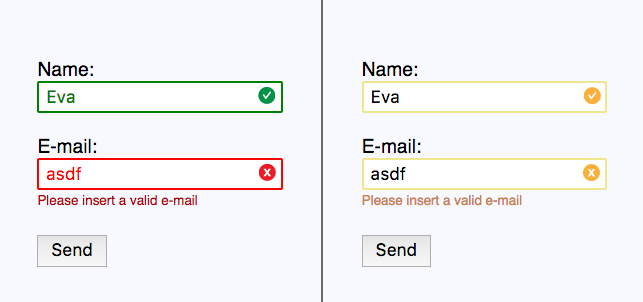 Name:
Eva
E-mail:
asdf
Please insert a valid e-mail
Send
Name:
Eva
E-mail:
asdf
Please insert a valid e-mail
Send